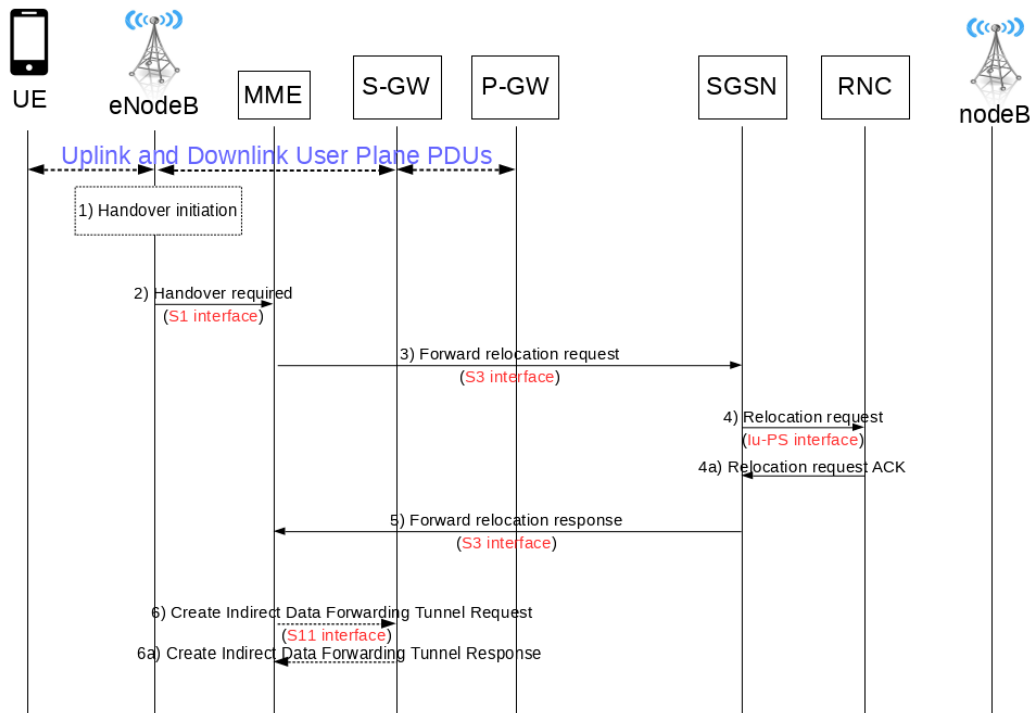 UE
eNodeB
MME
S-GW
P-GW
SGSN
RNC
nodeB
Uplink and Downlink User Plane PDUs
1) Handover initiation
2) Handover required
(S1 interface)
3) Forward relocation request
(S3 interface)
4) Relocation request
(Iu-PS interface)
4a) Relocation request ACK
5) Forward relocation response
(S3 interface)
6) Create Indirect Data Forwarding Tunnel Request
(S11 interface)
6a) Create Indirect Data Forwarding Tunnel Response